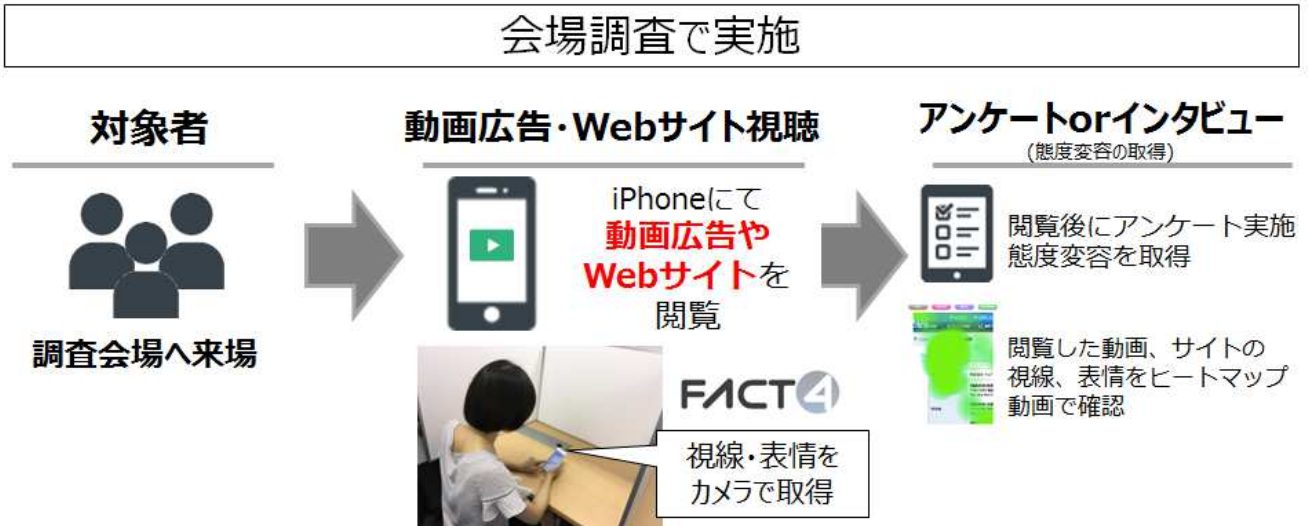 会場調査で実施
対象者
調査会場へ来場
動画広告・Webサイト視聴
iPhoneにて
動画広告や
Webサイトを
閲覧
FACT4
視線・表情を
カメラで取得
アンケートorインタビュー
(態度変容の取得)
閲覧後にアンケート実施
態度変容を取得
閲覧した動画、サイトの
視線、表情をヒートマップ
動画で確認